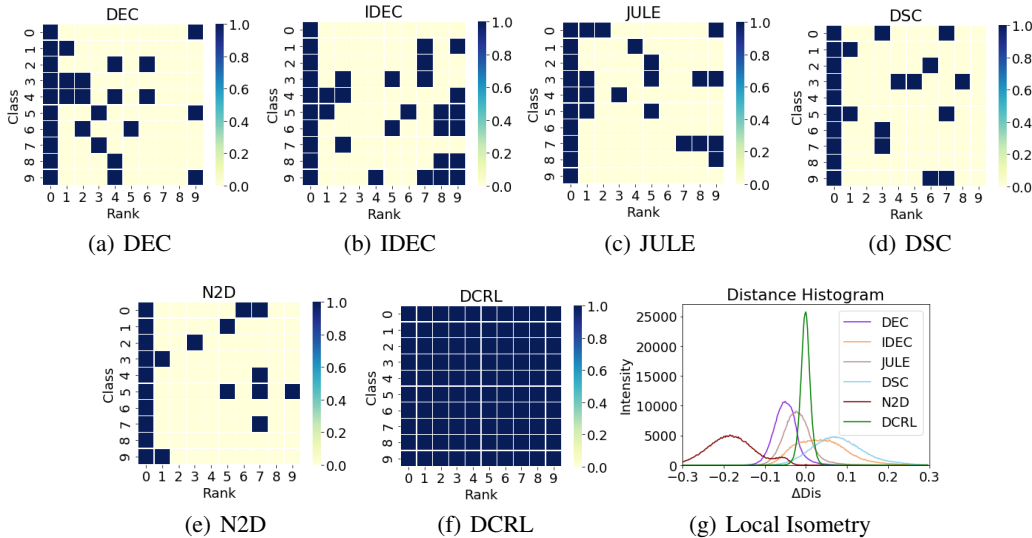 DEC
IDEC
JULE
DSC
Class
0 1 2 3 4 5 6 7 8 9
0 1 2 3 4 5 6 7 8 9
Rank
1.0
0.8
0.6
0.4
0.2
0.0
Class
0 1 2 3 4 5 6 7 8 9
0 1 2 3 4 5 6 7 8 9
Rank
1.0
0.8
0.6
0.4
0.2
0.0
Class
0 1 2 3 4 5 6 7 8 9
0 1 2 3 4 5 6 7 8 9
Rank
1.0
0.8
0.6
0.4
0.2
0.0
Class
0 1 2 3 4 5 6 7 8 9
0 1 2 3 4 5 6 7 8 9
Rank
1.0
0.8
0.6
0.4
0.2
0.0
(a) DEC
(b) IDEC
(c) JULE
(d) DSC
N2D
DCRL
Distance Histogram
Class
0 1 2 3 4 5 6 7 8 9
0 1 2 3 4 5 6 7 8 9
Rank
1.0
0.8
0.6
0.4
0.2
0.0
Class
0 1 2 3 4 5 6 7 8 9
0 1 2 3 4 5 6 7 8 9
Rank
1.0
0.8
0.6
0.4
0.2
0.0
Intensity
25000
20000
15000
10000
5000
0
DEC
IDEC
JULE
DSC
N2D
DCRL
−0.3 −0.2 −0.1 0.0 0.1 0.2 0.3
ΔDis
(e) N2D
(f) DCRL
(g) Local Isometry